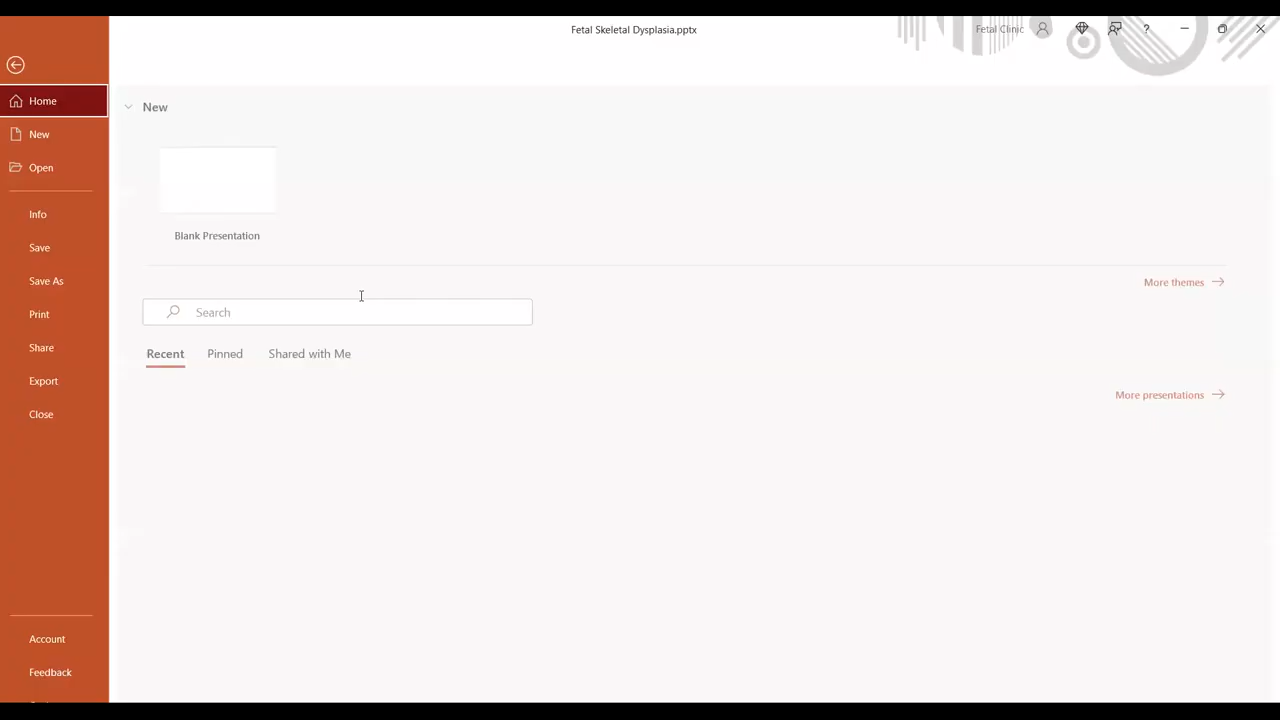 Fetal Skeletal Dysplasia.pptx
Fetal Clinic
?
Home
New
Open
Info
Save
Save As
Print
Share
Export
Close
Account
Feedback
New
Blank Presentation
More themes
Search
Recent Pinned Shared with Me
More presentations